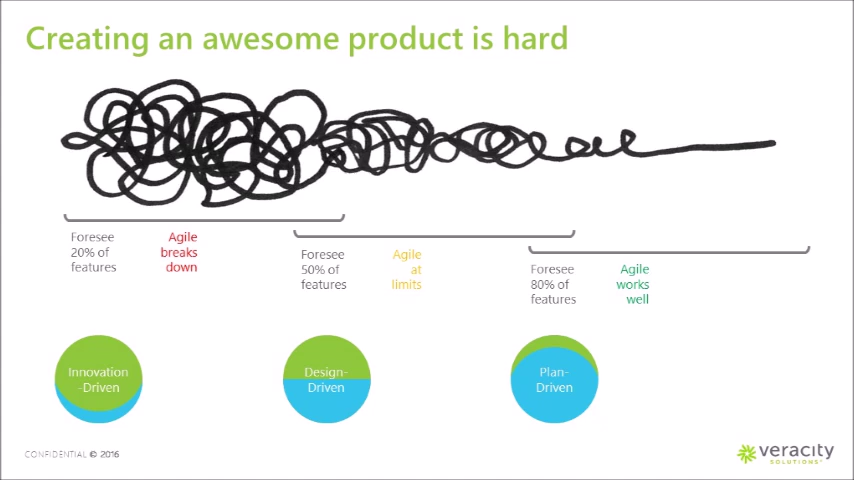 Creating an awesome product is hard
Foresee
20% of
features
Agile
breaks
down
Foresee
50% of
features
Agile
at
limits
Foresee
80% of
features
Agile
works
well
Innovation
-Driven
Design-
Driven
Plan-
Driven
CONFIDENTIAL © 2016
veracity
SOLUTIONS